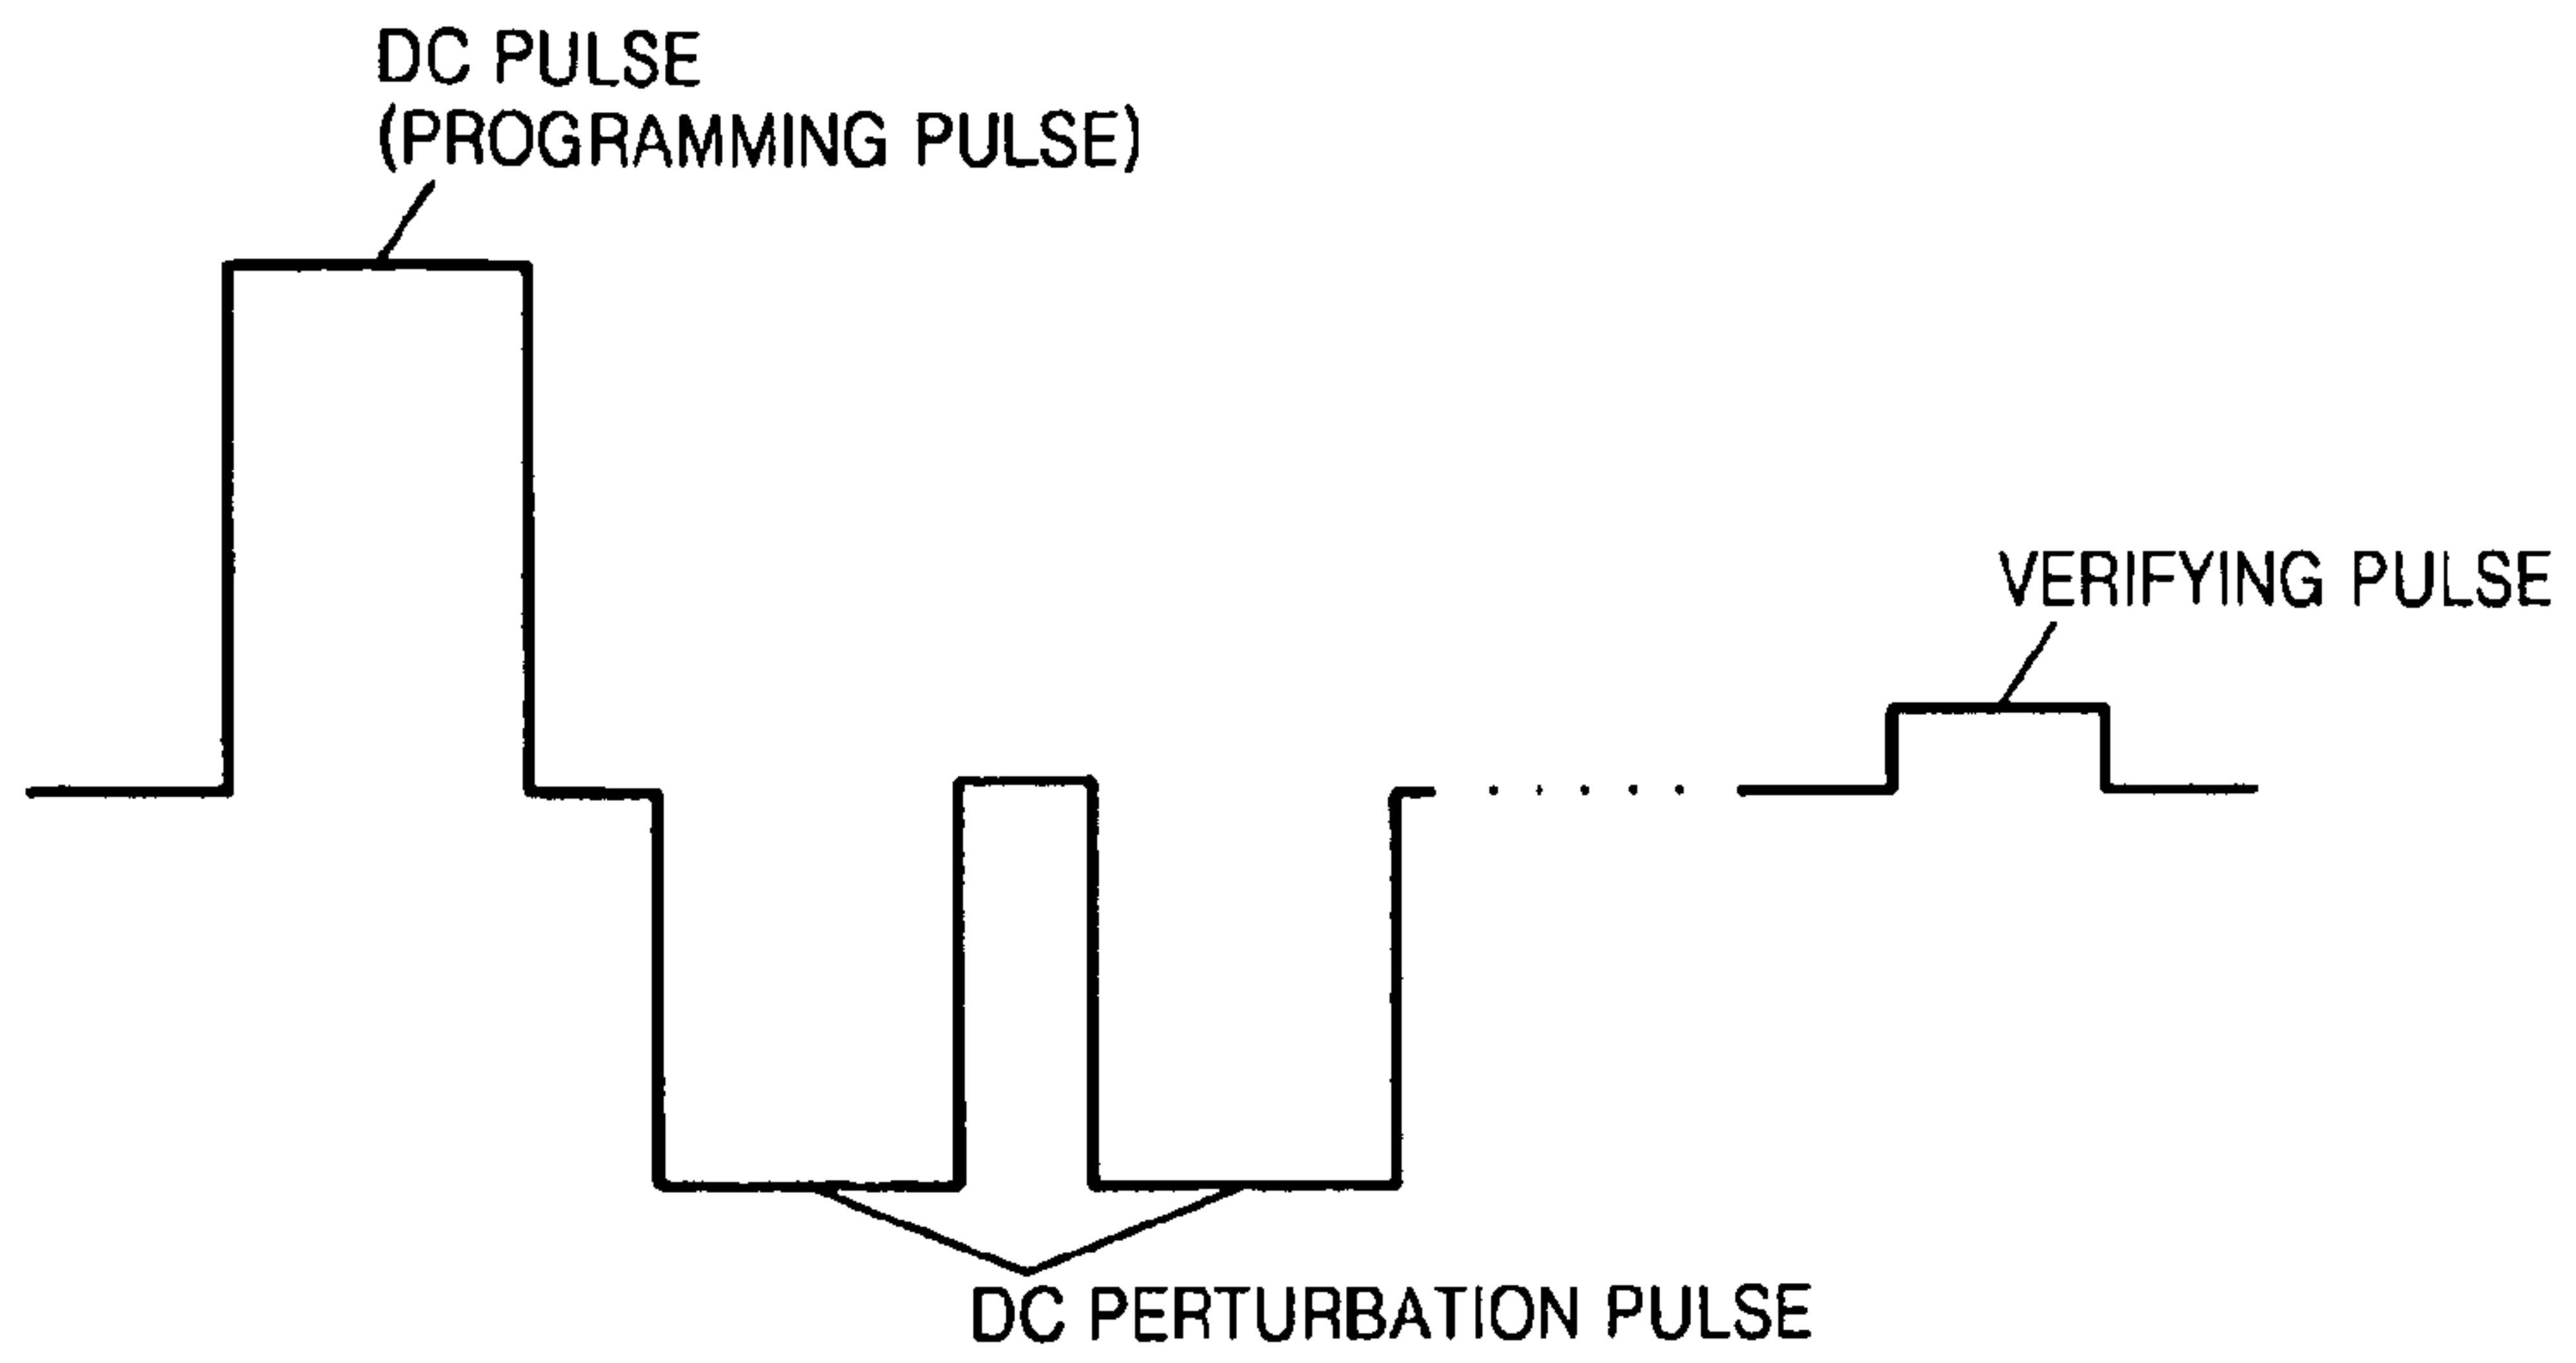 DC PULSE
(PROGRAMMING PULSE)
VERIFYING PULSE
DC PERTURBATION PULSE